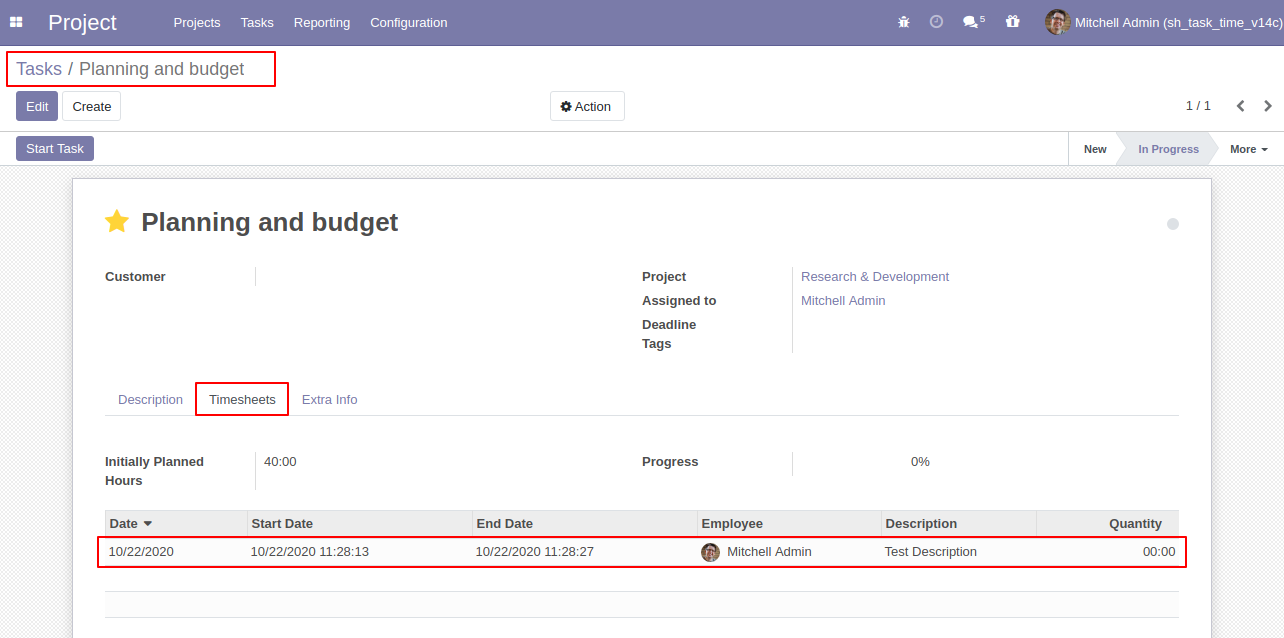 Project Projects Tasks Reporting Configuration 5 Mitchell Admin (sh_task_time_v14c)
Tasks / Planning and budget
Edit Create Action 1 / 1
Start Task New In Progress More
Planning and budget
Customer Project Research & Development
Assigned to Mitchell Admin
Deadline
Tags
Description Timesheets Extra Info
Initially Planned Hours 40:00 Progress 0%
Date Start Date End Date Employee Description Quantity
10/22/2020 10/22/2020 11:28:13 10/22/2020 11:28:27 Mitchell Admin Test Description 00:00